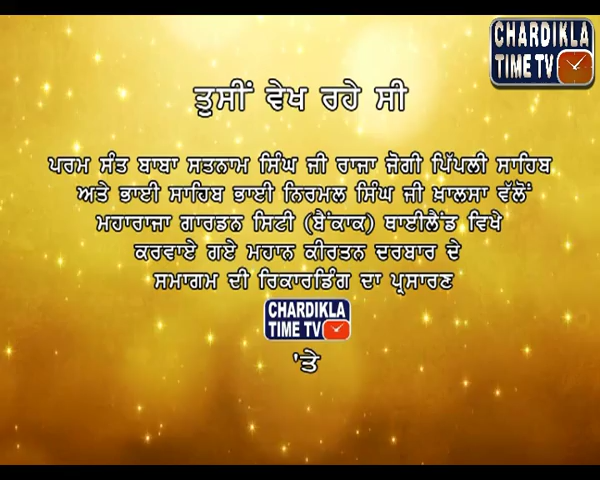 CHARDIKLA
TIME TV
ਤੁਸੀਂ ਵੇਖ ਰਹੇ ਸੀ
ਪਰਮ ਸੰਤ ਬਾਬਾ ਸਤਨਾਮ ਸਿੰਘ ਜੀ ਰਾਜਾ ਜੋਗੀ ਪਿੱਪਲੀ ਸਾਹਿਬ
ਅਤੇ ਭਾਈ ਸਾਹਿਬ ਭਾਈ ਨਿਰਮਲ ਸਿੰਘ ਜੀ ਖ਼ਾਲਸਾ ਵੱਲੋਂ
ਮਹਾਰਾਜਾ ਗਾਰਡਨ ਸਿਟੀ (ਬੈਂਕਾਕ) ਥਾਈਲੈਂਡ ਵਿਖੇ
ਕਰਵਾਏ ਗਏ ਮਹਾਨ ਕੀਰਤਨ ਦਰਬਾਰ ਦੇ
ਸਮਾਗਮ ਦੀ ਰਿਕਾਰਡਿੰਗ ਦਾ ਪ੍ਰਸਾਰਣ
CHARDIKLA
TIME TV
'ਤੇ